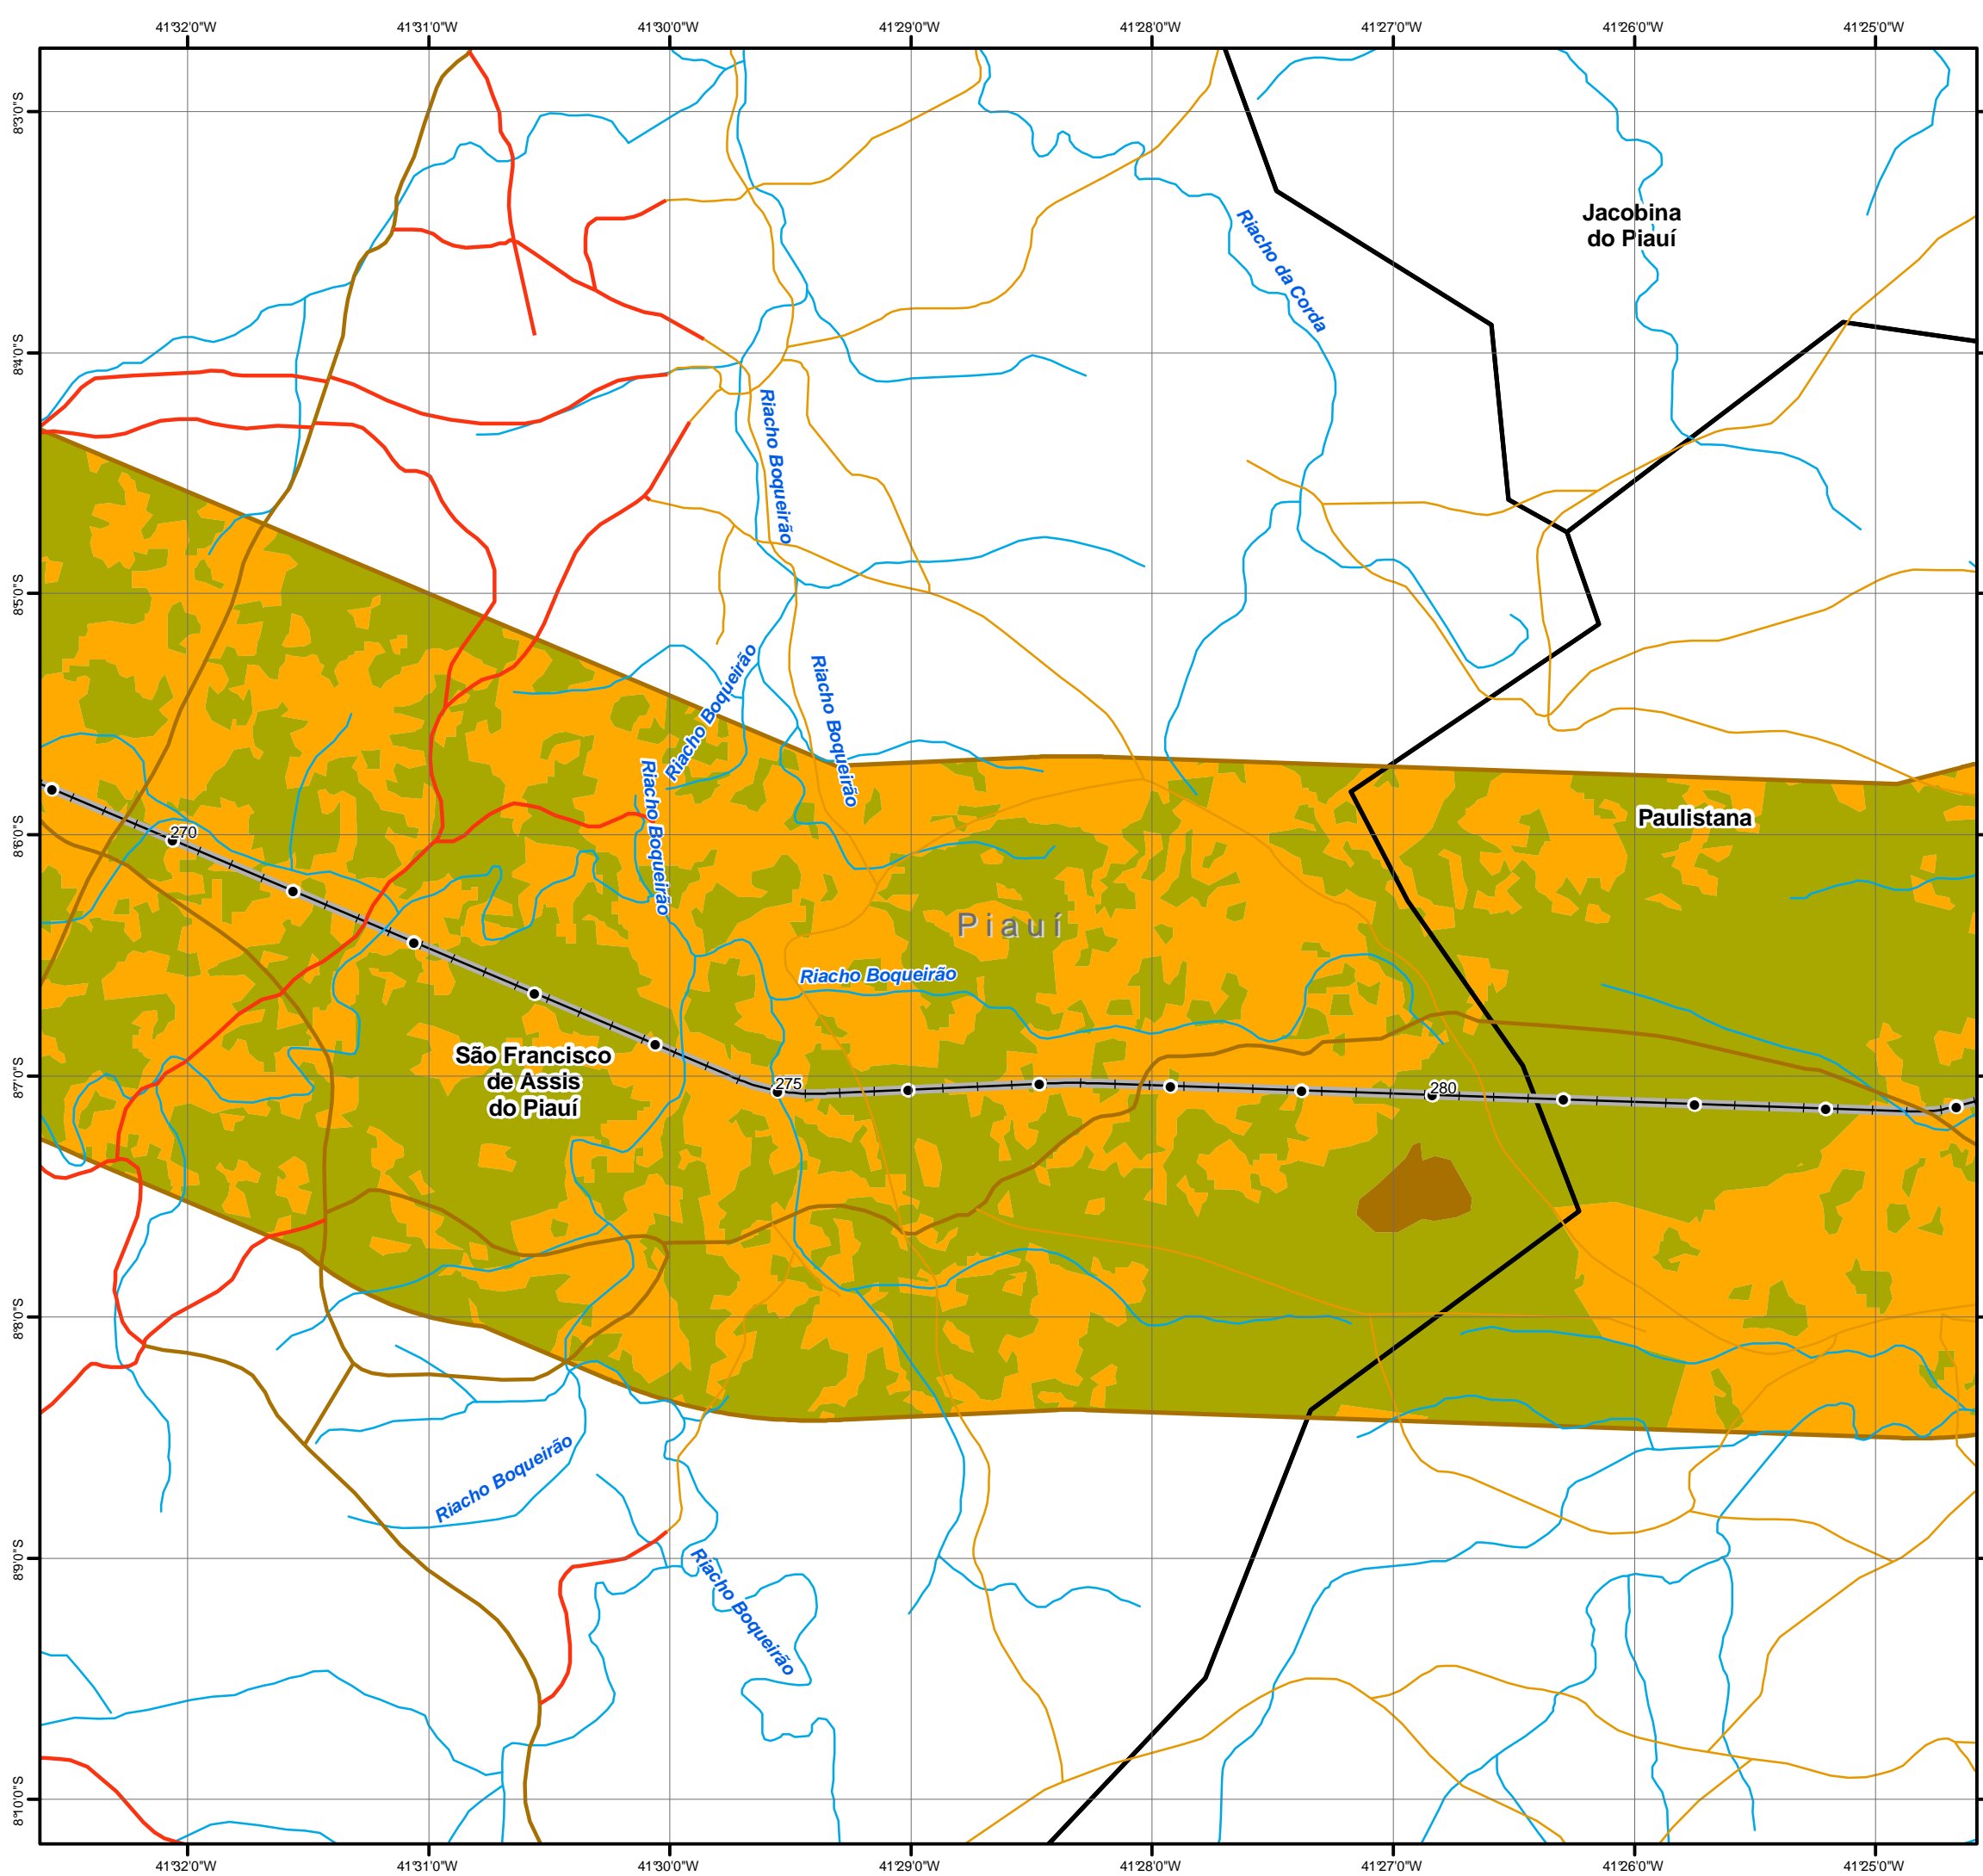 41°32'0"W
41°31'0"W
41°30'0"W
41°29'0"W
41°28'0"W
41°27'0"W
41°26'0"W
41°25'0"W
8°3'0"S
8°4'0"S
8°5'0"S
8°6'0"S
8°7'0"S
8°8'0"S
8°9'0"S
8°10'0"S
Jacobina
do Piauí
Riacho da Corda
Riacho Boqueirão
Riacho Boqueirão
Riacho Boqueirão
Riacho Boqueirão
Paulistana
270
Piauí
Riacho Boqueirão
São Francisco
de Assis
do Piauí
275
280
Riacho Boqueirão
Riacho Boqueirão
41°32'0"W
41°31'0"W
41°30'0"W
41°29'0"W
41°28'0"W
41°27'0"W
41°26'0"W
41°25'0"W